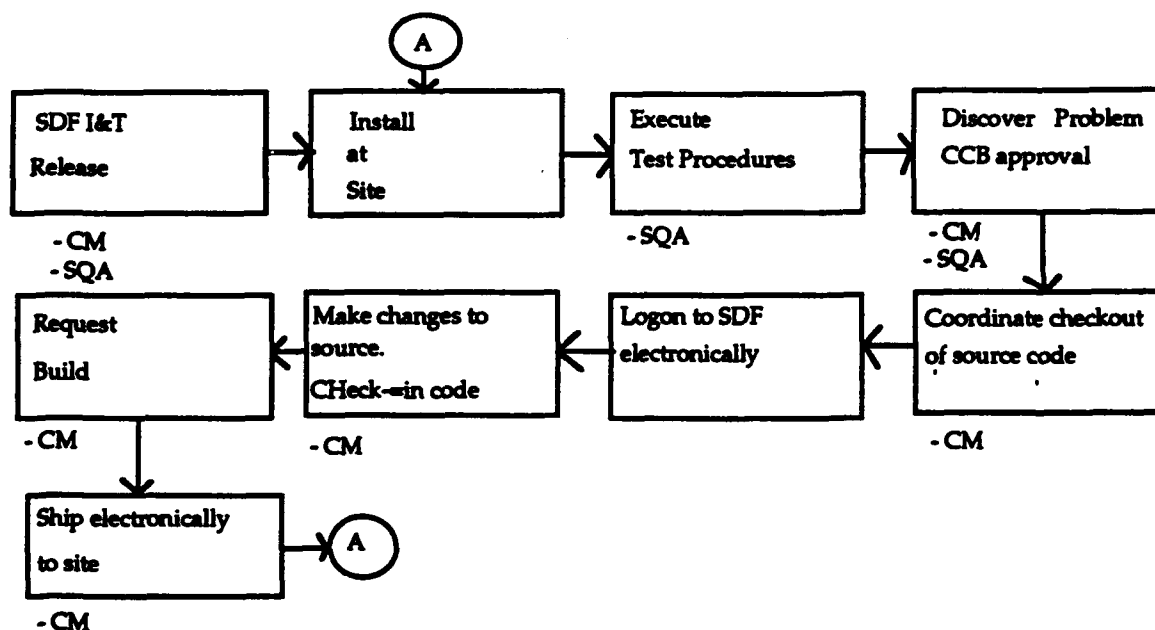 A
SDF I&T
Release
Install
at
Site
Execute
Test Procedures
Discover Problem
CCB approval
- CM
- SQA
- SQA
- CM
- SQA
Request
Build
Make changes to
source.
CHeck-=in code
Logon to SDF
electronically
Coordinate checkout
of source code
- CM
- CM
- CM
Ship electronically
to site
A
- CM